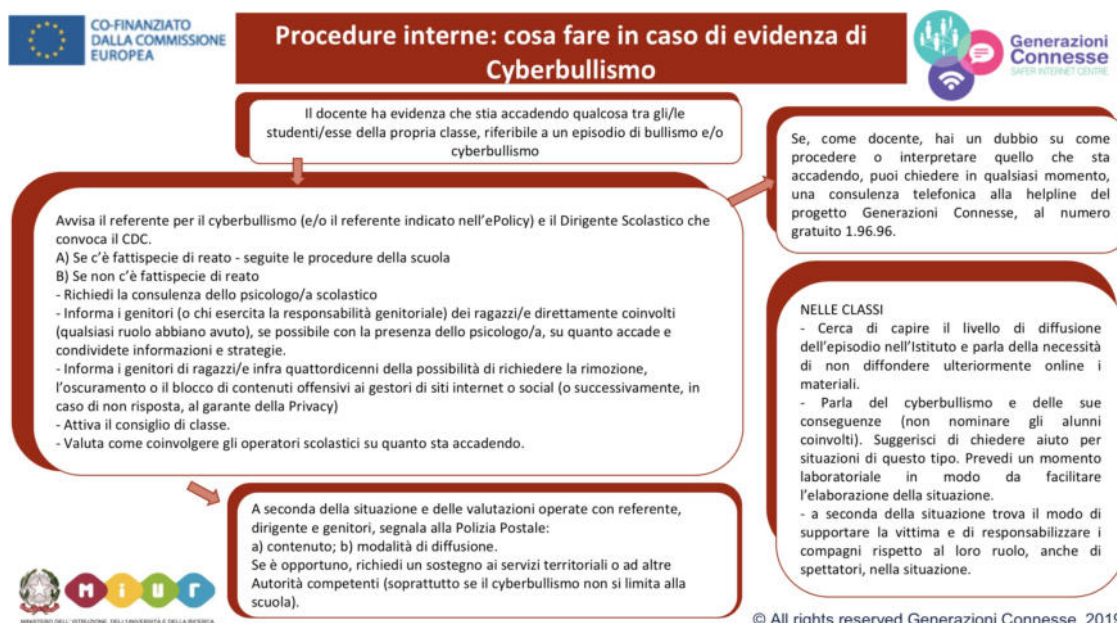 CO-FINANZIATO
DALLA COMMISSIONE
EUROPEA
Procedure interne: cosa fare in caso di evidenza di
Cyberbullismo
Generazioni
Connesse
SAFER INTERNET CENTRE
Il docente ha evidenza che stia accadendo qualcosa tra gli/le
studenti/esse della propria classe, riferibile a un episodio di bullismo e/o
cyberbullismo
Se, come docente, hai un dubbio su come
procedere o interpretare quello che sta
accadendo, puoi chiedere in qualsiasi momento,
una consulenza telefonica alla helpline del
progetto Generazioni Connesse, al numero
gratuito 1.96.96.
Avvisa il referente per il cyberbullismo (e/o il referente indicato nell'ePolicy) e il Dirigente Scolastico che
convoca il CDC.
A) Se c'è fattispecie di reato - seguite le procedure della scuola
B) Se non c'è fattispecie di reato
- Richiedi la consulenza dello psicologo/a scolastico
- Informa i genitori (o chi esercita la responsabilità genitoriale) dei ragazzi/e direttamente coinvolti
(qualsiasi ruolo abbiano avuto), se possibile con la presenza dello psicologo/a, su quanto accade e
condividete informazioni e strategie.
- Informa i genitori di ragazzi/e infra quattordicenni della possibilità di richiedere la rimozione,
l'oscuramento o il blocco di contenuti offensivi ai gestori di siti internet o social (o successivamente, in
caso di non risposta, al garante della Privacy)
- Attiva il consiglio di classe.
- Valuta come coinvolgere gli operatori scolastici su quanto sta accadendo.
NELLE CLASSI
- Cerca di capire il livello di diffusione
dell'episodio nell'Istituto e parla della necessità
di non diffondere ulteriormente online i
materiali.
- Parla del cyberbullismo e delle sue
conseguenze (non nominare gli alunni
coinvolti). Suggerisci di chiedere aiuto per
situazioni di questo tipo. Prevedi un momento
laboratoriale in modo da facilitare
l'elaborazione della situazione.
- a seconda della situazione trova il modo di
supportare la vittima e di responsabilizzare i
compagni rispetto al loro ruolo, anche di
spettatori, nella situazione.
A seconda della situazione e delle valutazioni operate con referente,
dirigente e genitori, segnala alla Polizia Postale:
a) contenuto; b) modalità di diffusione.
Se è opportuno, richiedi un sostegno ai servizi territoriali o ad altre
Autorità competenti (soprattutto se il cyberbullismo non si limita alla
scuola).
MIUR
MINISTERO DELL'ISTRUZIONE, DELL'UNIVERSITÀ E DELLA RICERCA
© All rights reserved Generazioni Connesse 2019